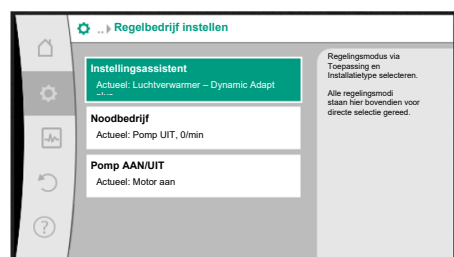 .. Regelbedrijf instellen
Instellingsassistent
Actueel: Luchtverwarmer – Dynamic Adapt
plus
Noodbedrijf
Actueel: Pomp UIT, 0/min
Pomp AAN/UIT
Actueel: Motor aan
Regelingsmodus via
Toepassing en
Installatietype selecteren.
Alle regelingsmodi
staan hier bovendien voor
directe selectie gereed.
?